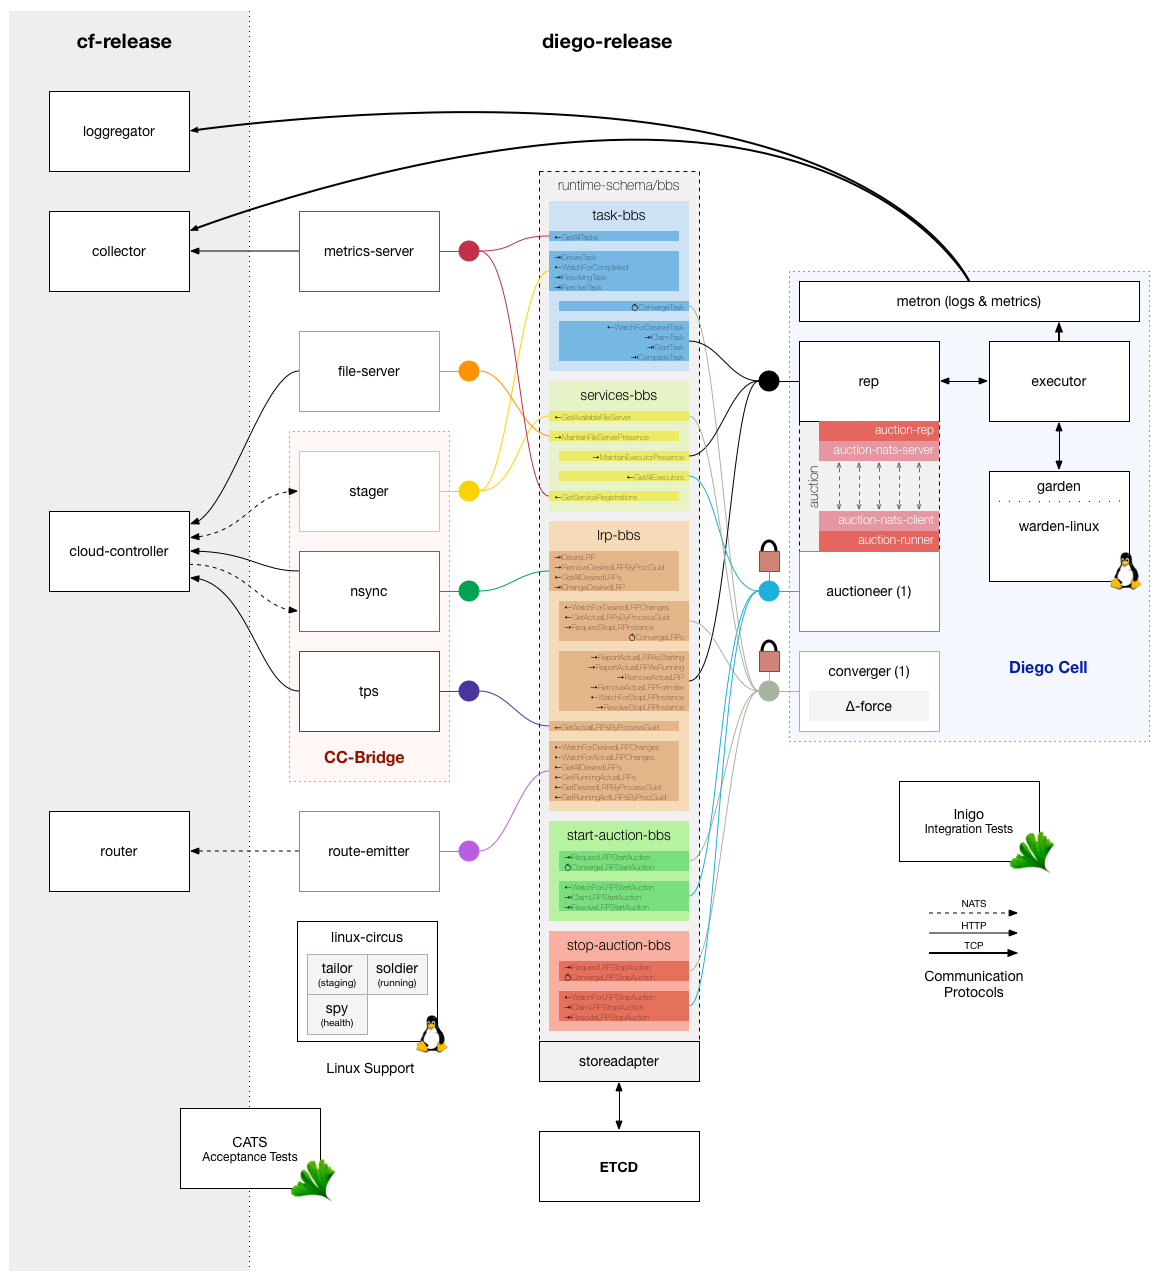 cf-release
diego-release
loggregator
collector
metrics-server
file-server
stager
cloud-controller
nsync
tps
CC-Bridge
router
route-emitter
linux-circus
tailor
(staging)
soldier
(running)
spy
(health)
Linux Support
CATS
Acceptance Tests
runtime-schema/bbs
task-bbs
GetAllTasks
DesireTask
WatchForCompleted
ResolvingTask
ResolveTask
ConvergeTask
WatchForDesiredTask
ClaimTask
StartTask
CompleteTask
services-bbs
GetAvailableFileServer
MaintainFileServerPresence
MaintainExecutorPresence
GetAllExecutors
GetServiceRegistrations
lrp-bbs
DesireLRP
RemoveDesiredLRPByProcGuid
GetAllDesiredLRPs
ChangeDesiredLRP
WatchForDesiredLRPChanges
GetActualLRPsByProcessGuid
RequestStopLRPInstance
ConvergeLRPs
ReportActualLRPAsStarting
ReportActualLRPAsRunning
RemoveActualLRP
RemoveActualLRPForIndex
WatchForStopLRPInstance
ResolveStopLRPInstance
GetActualLRPsByProcessGuid
WatchForDesiredLRPChanges
WatchForActualLRPChanges
GetAllDesiredLRPs
GetRunningActualLRPs
GetDesiredLRPByProcessGuid
GetRunningActlLRPsByProcGuid
start-auction-bbs
RequestLRPStartAuction
ConvergeLRPStartAuction
WatchForLRPStartAuction
ClaimLRPStartAuction
ResolveLRPStartAuction
stop-auction-bbs
RequestLRPStopAuction
ConvergeLRPStopAuction
WatchForLRPStopAuction
ClaimLRPStoptAuction
storeadapter
ETCD
metron (logs & metrics)
rep
executor
auction-rep
auction-nats-server
auction
auction-nats-client
auction-runner
garden
warden-linux
auctioneer (1)
converger (1)
Δ-force
Diego Cell
Inigo
Integration Tests
NATS
HTTP
TCP
Communication
Protocols